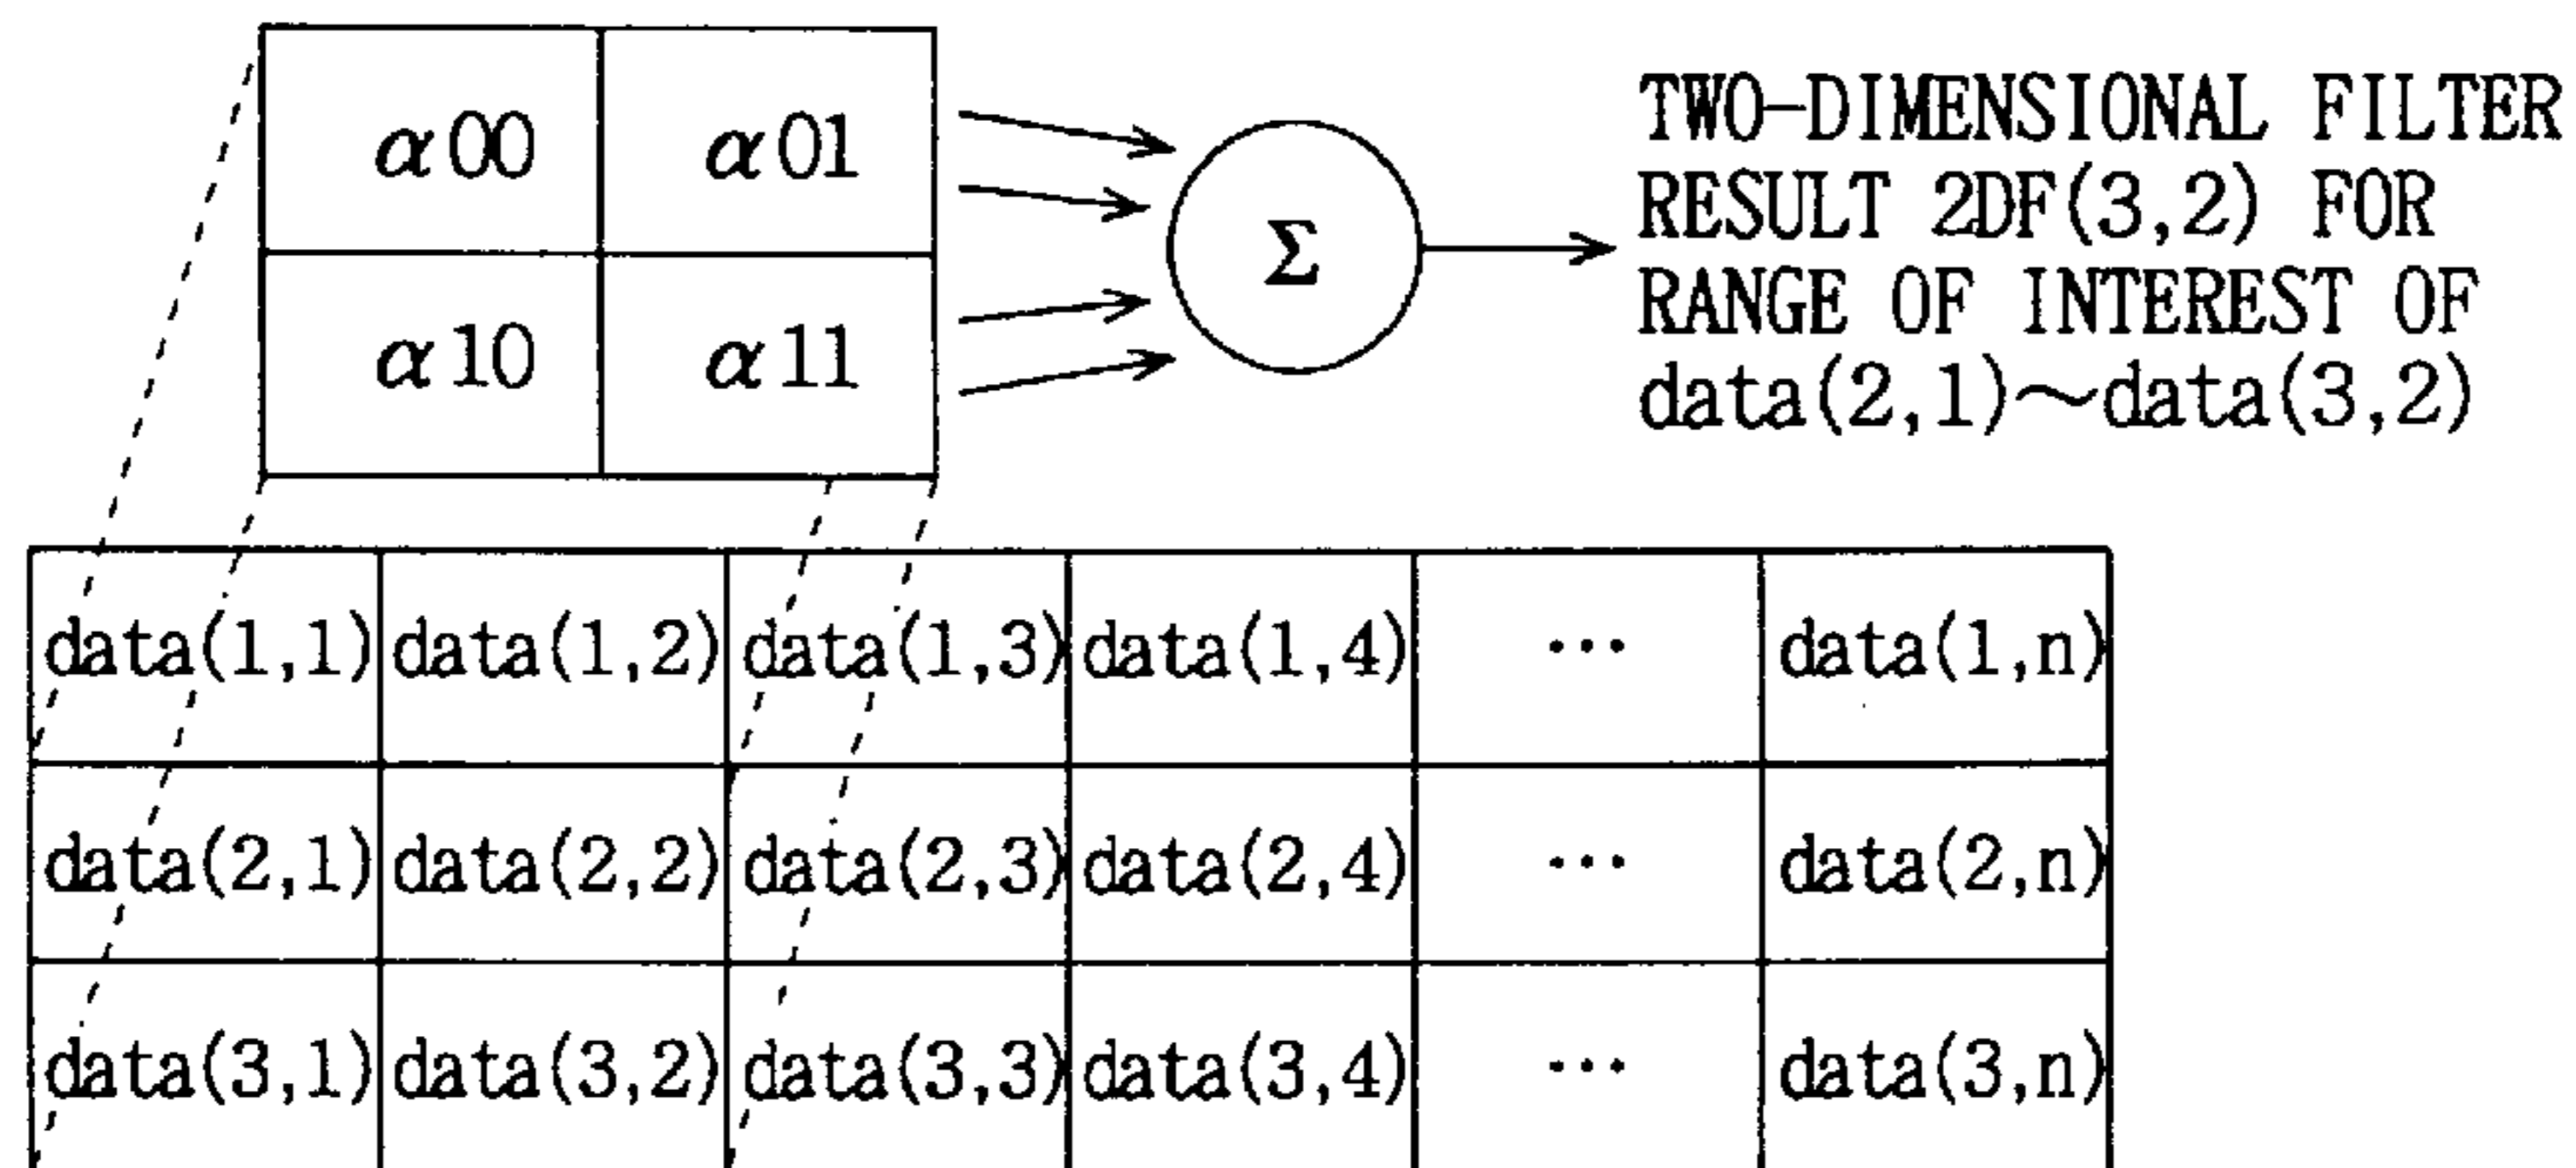 α00 α01
α10 α11
Σ
TWO-DIMENSIONAL FILTER
RESULT 2DF(3,2) FOR
RANGE OF INTEREST OF
data(2,1)～data(3,2)
data(1,1) data(1,2) data(1,3) data(1,4) ··· data(1,n)
data(2,1) data(2,2) data(2,3) data(2,4) ··· data(2,n)
data(3,1) data(3,2) data(3,3) data(3,4) ··· data(3,n)